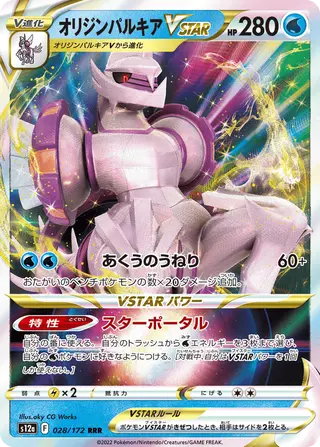 V進化
オリジンパルキア VSTAR HP 280
オリジンパルキアVから進化
あくうのうねり 60+
おたがいのベンチポケモンの数×20ダメージ追加。
VSTARパワー
特性 とくせい スターポータル
自分の番に使える。自分のトラッシュからエネルギーを3枚まで選び、
自分のポケモンに好きなようにつける。[対戦中、自分はVSTARパワーを1回しか使えない。]
弱点 ×2 抵抗力 にげる
Illus.aky CG Works
VSTARルール
ポケモンVSTARがきぜつしたとき、相手はサイドを2枚とる。
s12a F 028/172 RRR
©2022 Pokémon/Nintendo/Creatures/GAME FREAK.